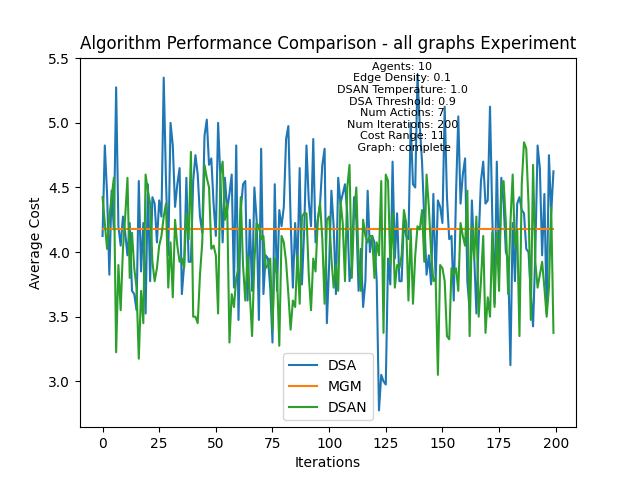 Algorithm Performance Comparison - all graphs Experiment
Agents: 10
Edge Density: 0.1
DSAN Temperature: 1.0
DSA Threshold: 0.9
Num Actions: 7
Num Iterations: 200
Cost Range: 11
Graph: complete
5.5
5.0
4.5
4.0
3.5
3.0
Average Cost
DSA
MGM
DSAN
0 25 50 75 100 125 150 175 200
Iterations